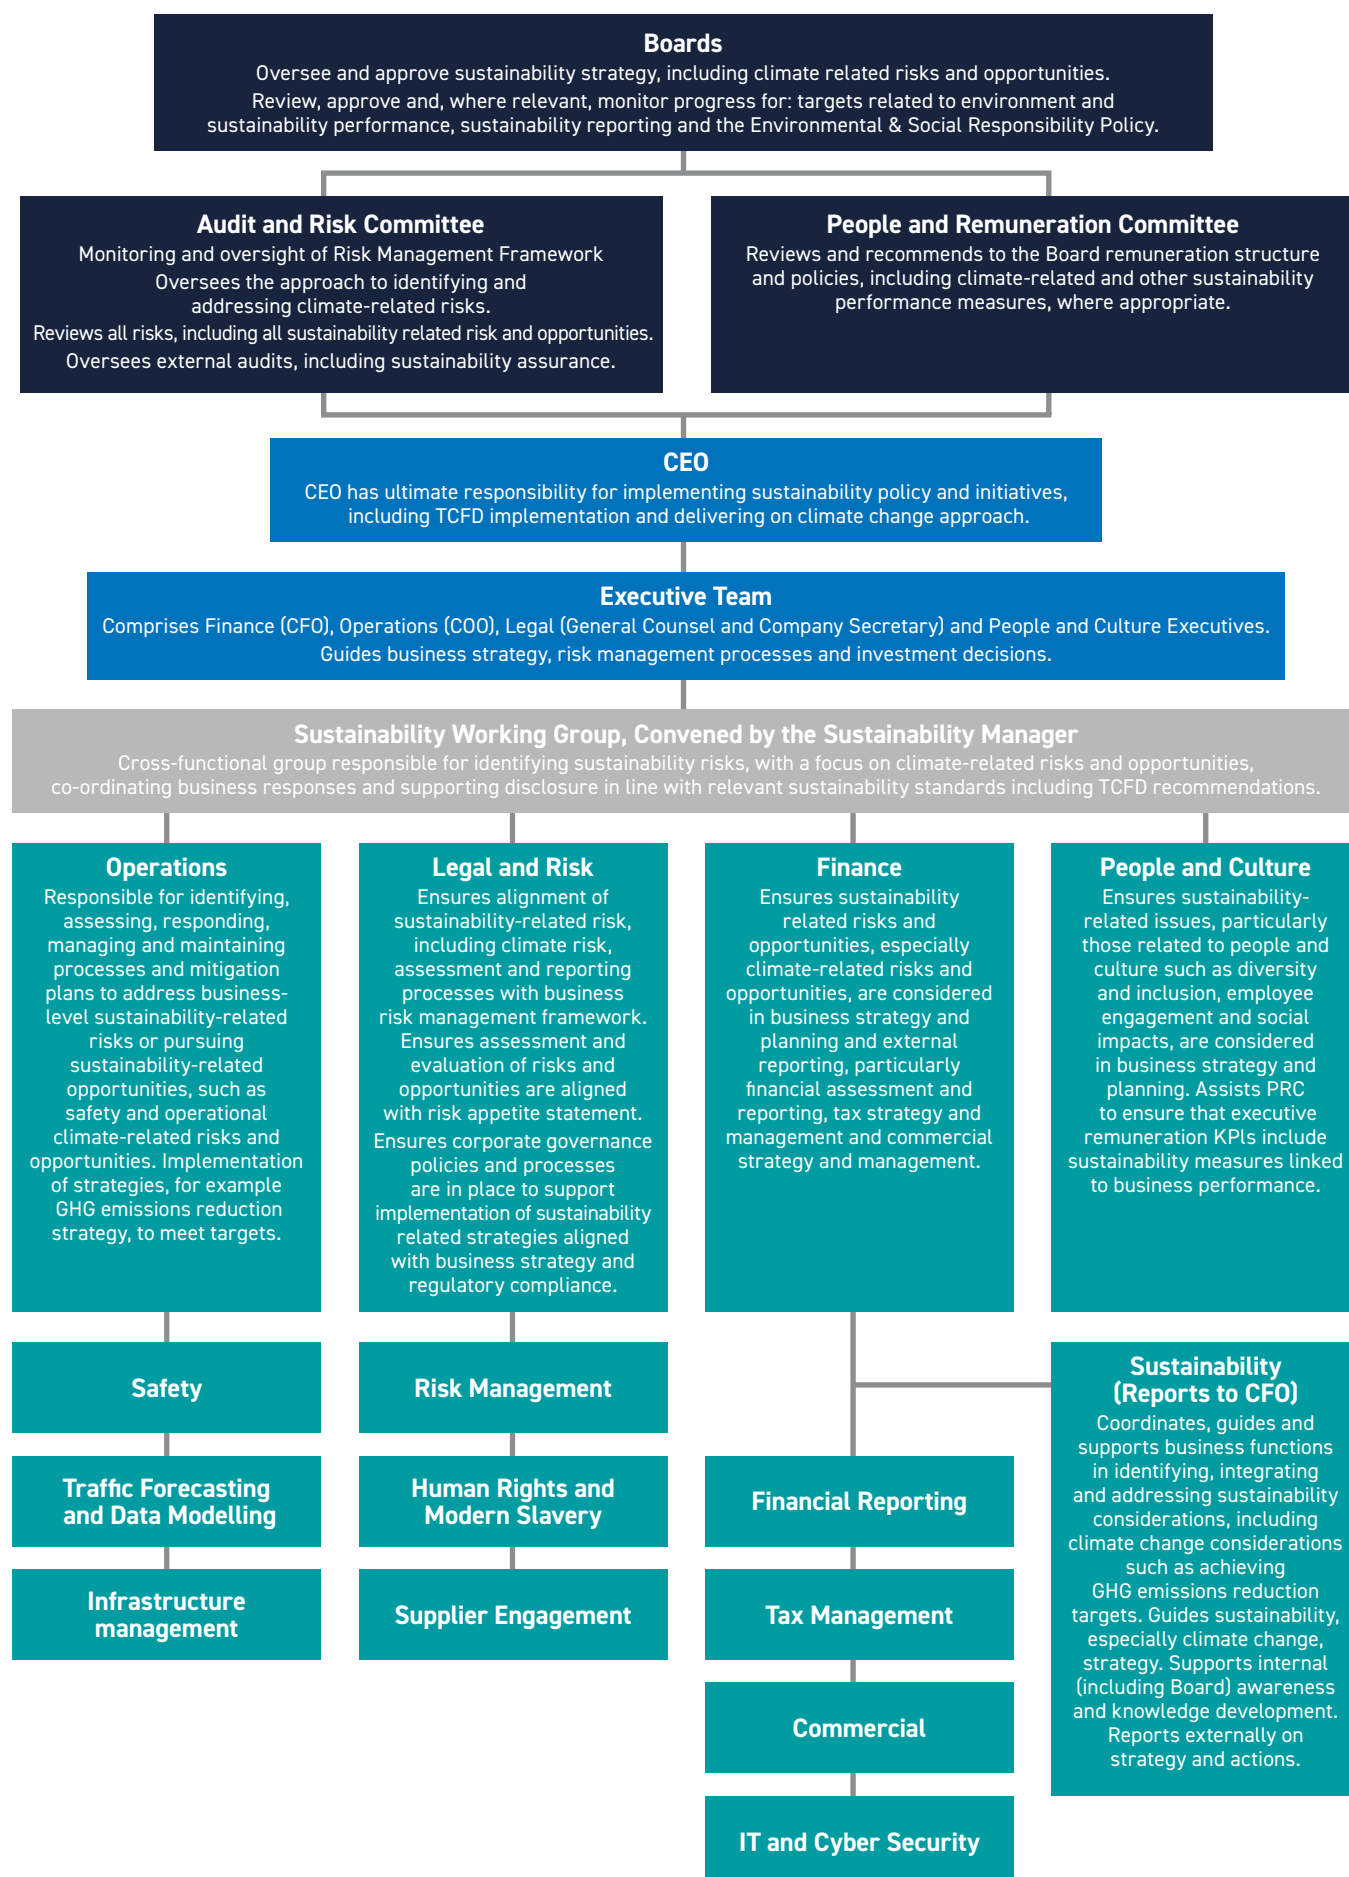 Boards
Oversee and approve sustainability strategy, including climate related risks and opportunities.
Review, approve and, where relevant, monitor progress for: targets related to environment and
sustainability performance, sustainability reporting and the Environmental & Social Responsibility Policy.
Audit and Risk Committee
Monitoring and oversight of Risk Management Framework
Oversees the approach to identifying and
addressing climate-related risks.
Reviews all risks, including all sustainability related risk and opportunities.
Oversees external audits, including sustainability assurance.
People and Remuneration Committee
Reviews and recommends to the Board remuneration structure
and policies, including climate-related and other sustainability
performance measures, where appropriate.
CEO
CEO has ultimate responsibility for implementing sustainability policy and initiatives,
including TCFD implementation and delivering on climate change approach.
Executive Team
Comprises Finance (CFO), Operations (COO), Legal (General Counsel and Company Secretary) and People and Culture Executives.
Guides business strategy, risk management processes and investment decisions.
Sustainability Working Group, Convened by the Sustainability Manager
Cross-functional group responsible for identifying sustainability risks, with a focus on climate-related risks and opportunities,
co-ordinating business responses and supporting disclosure in line with relevant sustainability standards including TCFD recommendations.
Operations
Responsible for identifying,
assessing, responding,
managing and maintaining
processes and mitigation
plans to address business-
level sustainability-related
risks or pursuing
sustainability-related
opportunities, such as
safety and operational
climate-related risks and
opportunities. Implementation
of strategies, for example
GHG emissions reduction
strategy, to meet targets.
Legal and Risk
Ensures alignment of
sustainability-related risk,
including climate risk,
assessment and reporting
processes with business
risk management framework.
Ensures assessment and
evaluation of risks and
opportunities are aligned
with risk appetite statement.
Ensures corporate governance
policies and processes
are in place to support
implementation of sustainability
related strategies aligned
with business strategy and
regulatory compliance.
Finance
Ensures sustainability
related risks and
opportunities, especially
climate-related risks and
opportunities, are considered
in business strategy and
planning and external
reporting, particularly
financial assessment and
reporting, tax strategy and
management and commercial
strategy and management.
People and Culture
Ensures sustainability-
related issues, particularly
those related to people and
culture such as diversity
and inclusion, employee
engagement and social
impacts, are considered
in business strategy and
planning. Assists PRC
to ensure that executive
remuneration KPIs include
sustainability measures linked
to business performance.
Safety
Traffic Forecasting
and Data Modelling
Infrastructure
management
Risk Management
Human Rights and
Modern Slavery
Supplier Engagement
Financial Reporting
Tax Management
Commercial
IT and Cyber Security
Sustainability
(Reports to CFO)
Coordinates, guides and
supports business functions
in identifying, integrating
and addressing sustainability
considerations, including
climate change considerations
such as achieving
GHG emissions reduction
targets. Guides sustainability,
especially climate change,
strategy. Supports internal
(including Board) awareness
and knowledge development.
Reports externally on
strategy and actions.